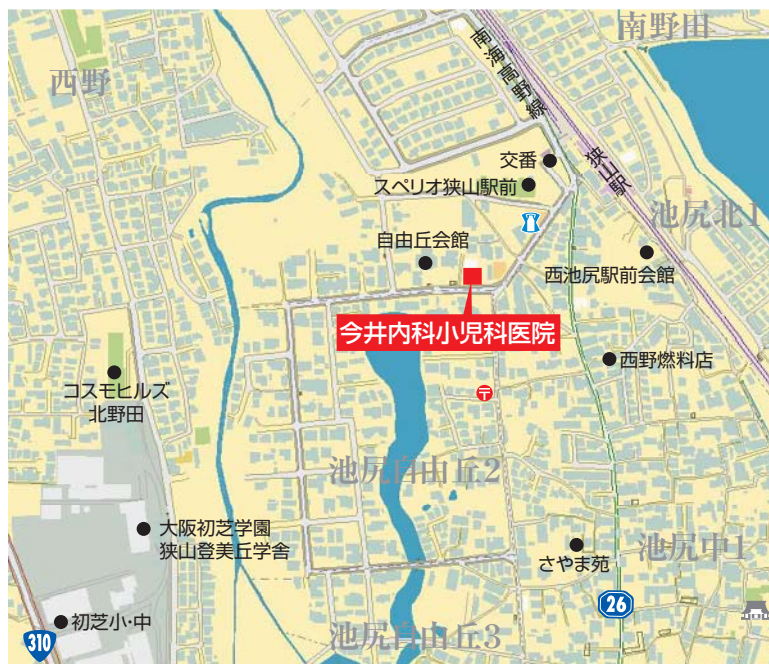 南野田
西野
南海高野線
交番
狭山駅
スペリオ狭山駅前
池尻北1
自由丘会館
西池尻駅前会館
今井内科小児科医院
西野燃料店
コスモヒルズ
北野田
〒
池尻自由丘2
大阪初芝学園
狭山登美丘学舎
さやま苑
池尻中1
26
初芝小・中
310
池尻自由丘3